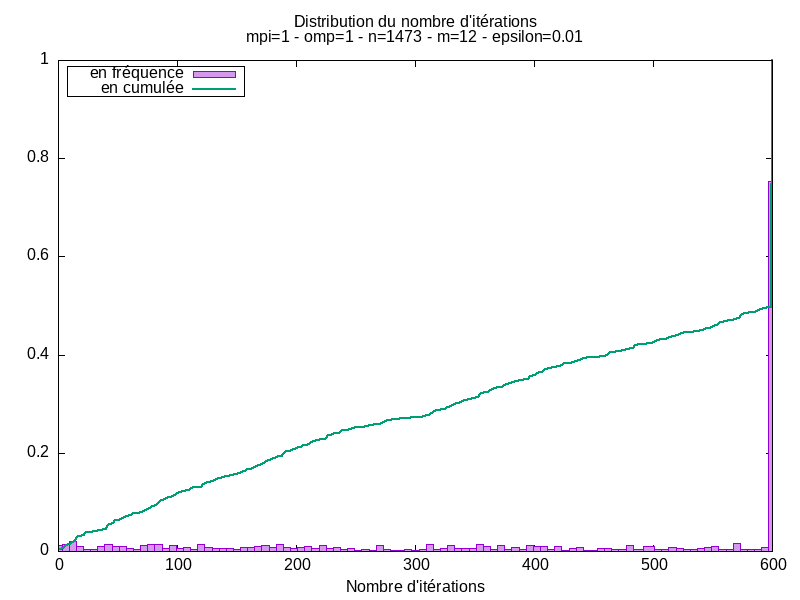 Distribution du nombre d'itérations
mpi=1 - omp=1 - n=1473 - m=12 - epsilon=0.01
1
en fréquence
en cumulée
0.8
0.6
0.4
0.2
0
0 100 200 300 400 500 600
Nombre d'itérations